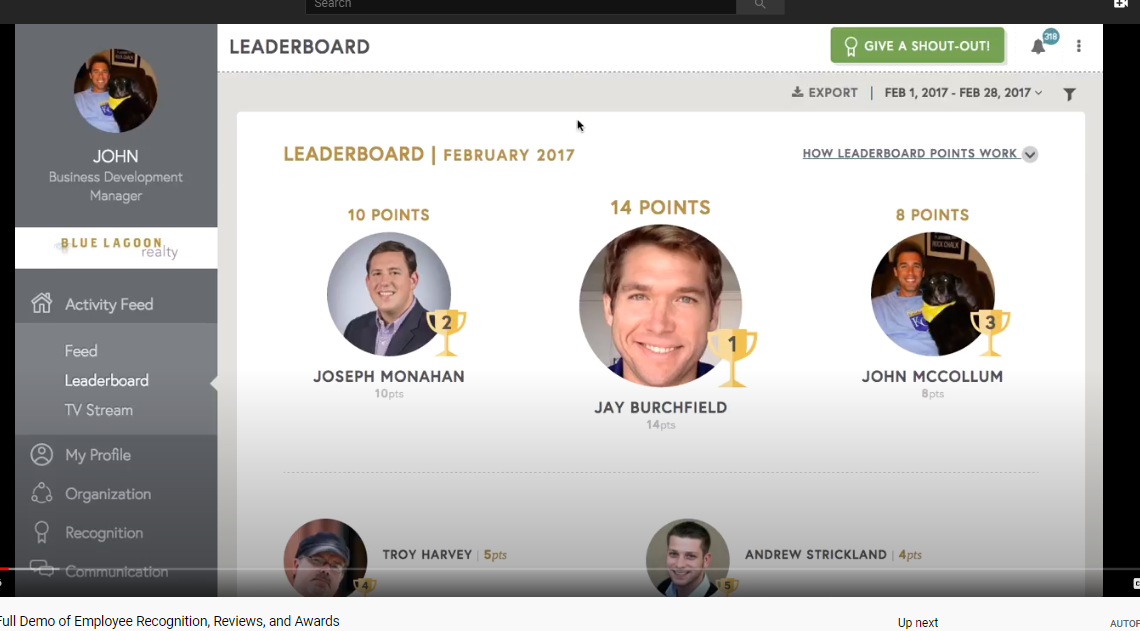 Search
LEADERBOARD
GIVE A SHOUT-OUT!
318
JOHN
Business Development
Manager
BLUE LAGOON
realty
Activity Feed
Feed
Leaderboard
TV Stream
My Profile
Organization
Recognition
Communication
EXPORT | FEB 1, 2017 - FEB 28, 2017
LEADERBOARD | FEBRUARY 2017
HOW LEADERBOARD POINTS WORK
10 POINTS
2
JOSEPH MONAHAN
10pts
14 POINTS
1
JAY BURCHFIELD
14pts
8 POINTS
3
JOHN MCCOLLUM
8pts
4
TROY HARVEY | 5pts
5
ANDREW STRICKLAND | 4pts
Full Demo of Employee Recognition, Reviews, and Awards
Up next